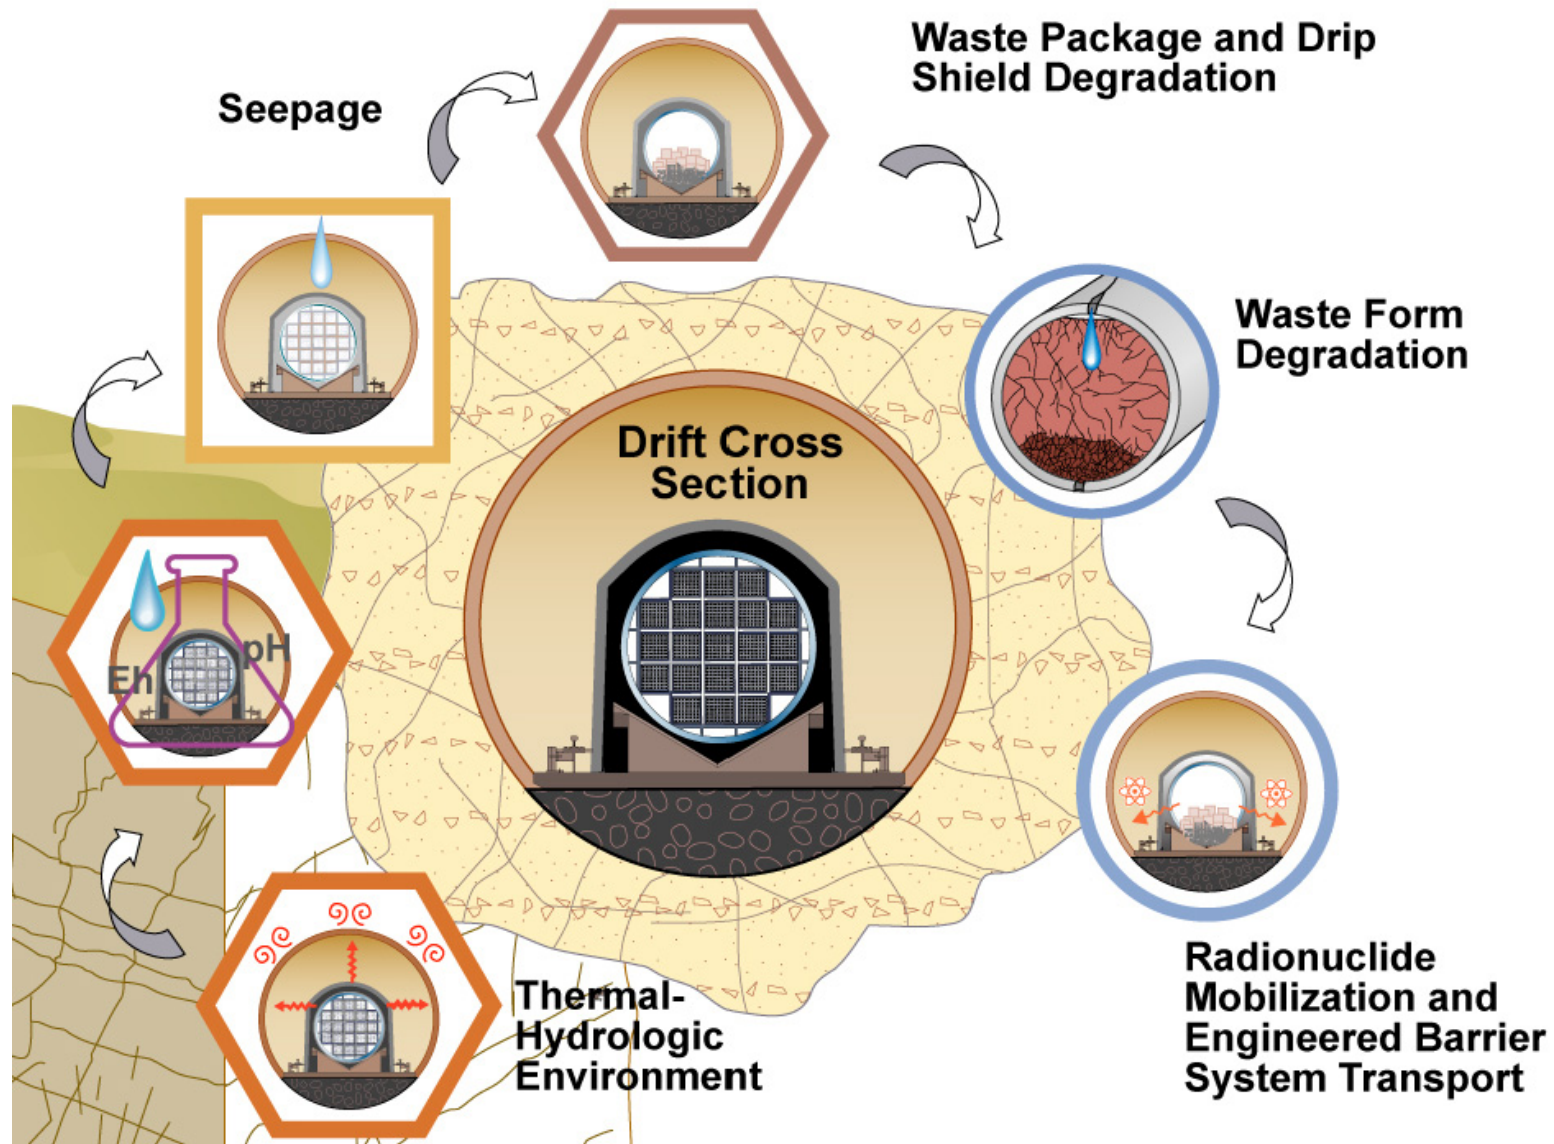 Waste Package and Drip
Shield Degradation
Seepage
Waste Form
Degradation
Drift Cross
Section
pH
Eh
Radionuclide
Mobilization and
Engineered Barrier
System Transport
Thermal-
Hydrologic
Environment